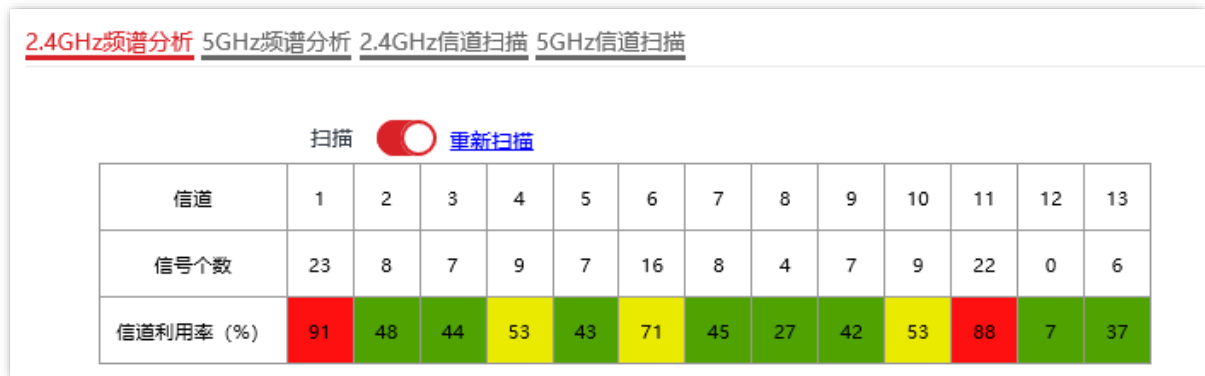 2.4GHz频谱分析 5GHz频谱分析 2.4GHz信道扫描 5GHz信道扫描
扫描 重新扫描
信道 1 2 3 4 5 6 7 8 9 10 11 12 13
信号个数 23 8 7 9 7 16 8 4 7 9 22 0 6
信道利用率（%） 91 48 44 53 43 71 45 27 42 53 88 7 37